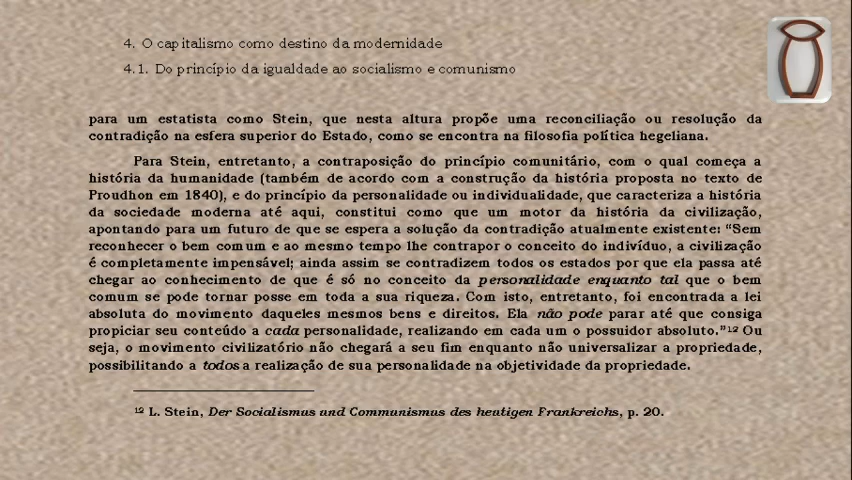 4. O capitalismo como destino da modernidade
4.1. Do princípio da igualdade ao socialismo e comunismo
para um estatista como Stein, que nesta altura propõe uma reconciliação ou resolução da
contradição na esfera superior do Estado, como se encontra na filosofia política hegeliana.
Para Stein, entretanto, a contraposição do princípio comunitário, com o qual começa a
história da humanidade (também de acordo com a construção da história proposta no texto de
Proudhon em 1840), e do princípio da personalidade ou individualidade, que caracteriza a história
da sociedade moderna até aqui, constitui como que um motor da história da civilização,
apontando para um futuro de que se espera a solução da contradição atualmente existente: “Sem
reconhecer o bem comum e ao mesmo tempo lhe contrapor o conceito do indivíduo, a civilização
é completamente impensável; ainda assim se contradizem todos os estados por que ela passa até
chegar ao conhecimento de que é só no conceito da personalidade enquanto tal que o bem
comum se pode tornar posse em toda a sua riqueza. Com isto, entretanto, foi encontrada a lei
absoluta do movimento daqueles mesmos bens e direitos. Ela não pode parar até que consiga
propiciar seu conteúdo a cada personalidade, realizando em cada um o possuidor absoluto.”¹² Ou
seja, o movimento civilizatório não chegará a seu fim enquanto não universalizar a propriedade,
possibilitando a todos a realização de sua personalidade na objetividade da propriedade.
¹² L. Stein, Der Socialismus und Communismus des heutigen Frankreichs, p. 20.